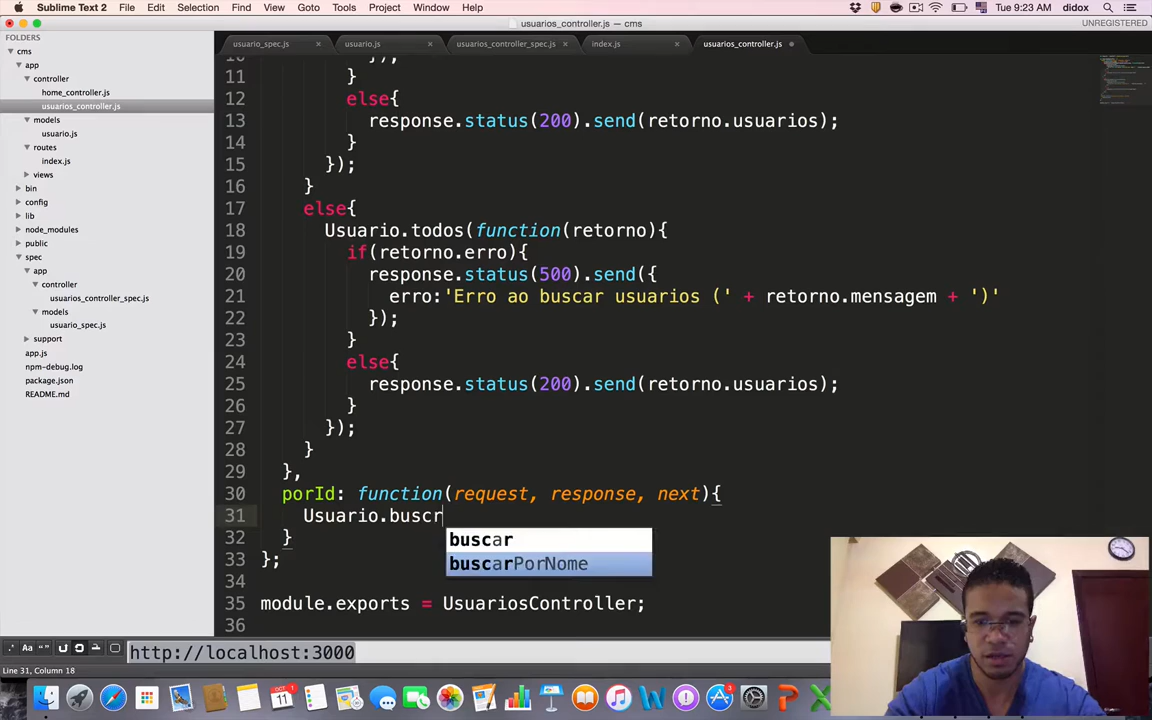 Sublime Text 2 File Edit Selection Find View Goto Tools Project Window Help Tue 9:23 AM didox
usuarios_controller.js — cms UNREGISTERED
FOLDERS
cms
app
controller
home_controller.js
usuarios_controller.js
models
usuario.js
routes
index.js
views
bin
config
lib
node_modules
public
spec
app
controller
usuarios_controller_spec.js
models
usuario_spec.js
support
app.js
npm-debug.log
package.json
README.md
usuario_spec.js × usuario.js × usuarios_controller_spec.js × index.js × usuarios_controller.js
10 });
11 }
12 else{
13 response.status(200).send(retorno.usuarios);
14 }
15 });
16 }
17 else{
18 Usuario.todos(function(retorno){
19 if(retorno.erro){
20 response.status(500).send({
21 erro:'Erro ao buscar usuarios (' + retorno.mensagem + ')'
22 });
23 }
24 else{
25 response.status(200).send(retorno.usuarios);
26 }
27 });
28 }
29 },
30 porId: function(request, response, next){
31 Usuario.buscr
32 }
33 };
34
35 module.exports = UsuariosController;
36
buscar
buscarPorNome
.* Aa “” http://localhost:3000
Line 31, Column 18